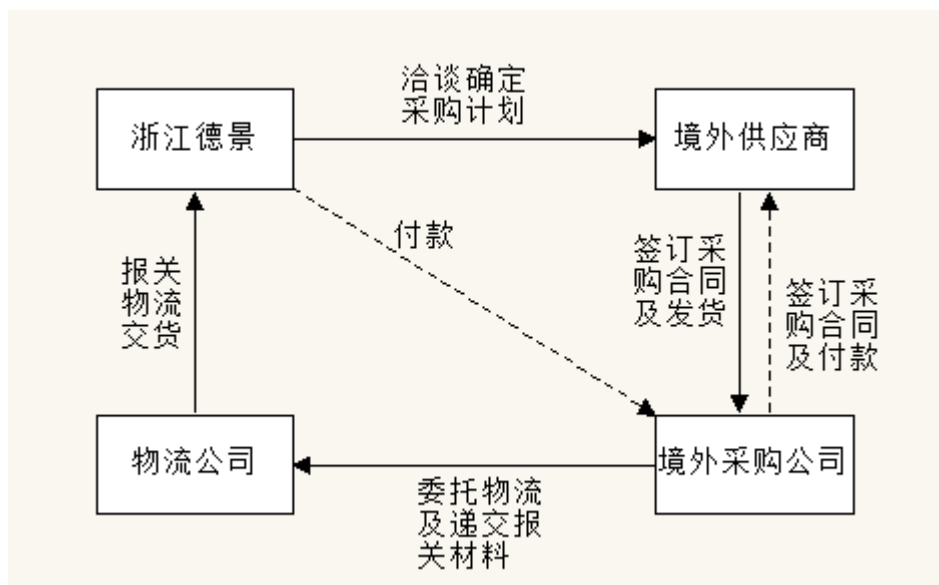 洽谈确定
采购计划
浙江德景
境外供应商
付款
签订采
购合同
及发货
签订采
购合同
及付款
报关
物流
交货
物流公司
境外采购公司
委托物流
及递交报
关材料